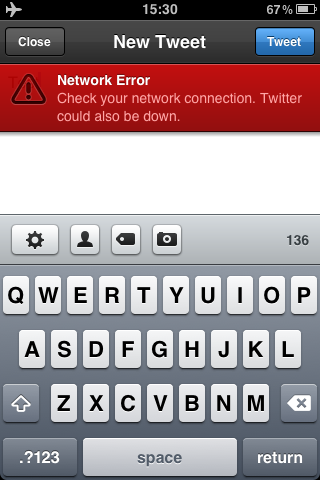 15:30 67%
Close New Tweet Tweet
Network Error
Check your network connection. Twitter
could also be down.
136
Q W E R T Y U I O P
A S D F G H J K L
Z X C V B N M
.?123 space return